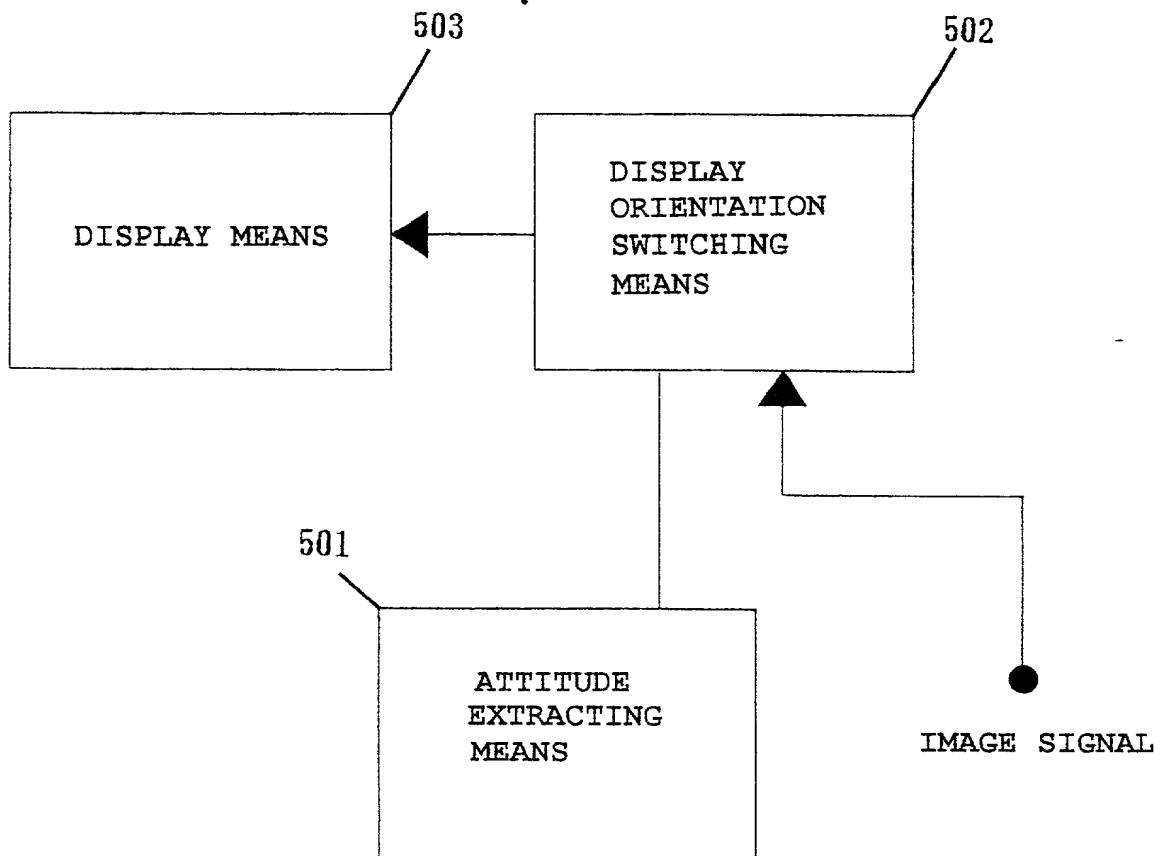 503
502
DISPLAY MEANS
DISPLAY
ORIENTATION
SWITCHING
MEANS
501
ATTITUDE
EXTRACTING
MEANS
IMAGE SIGNAL